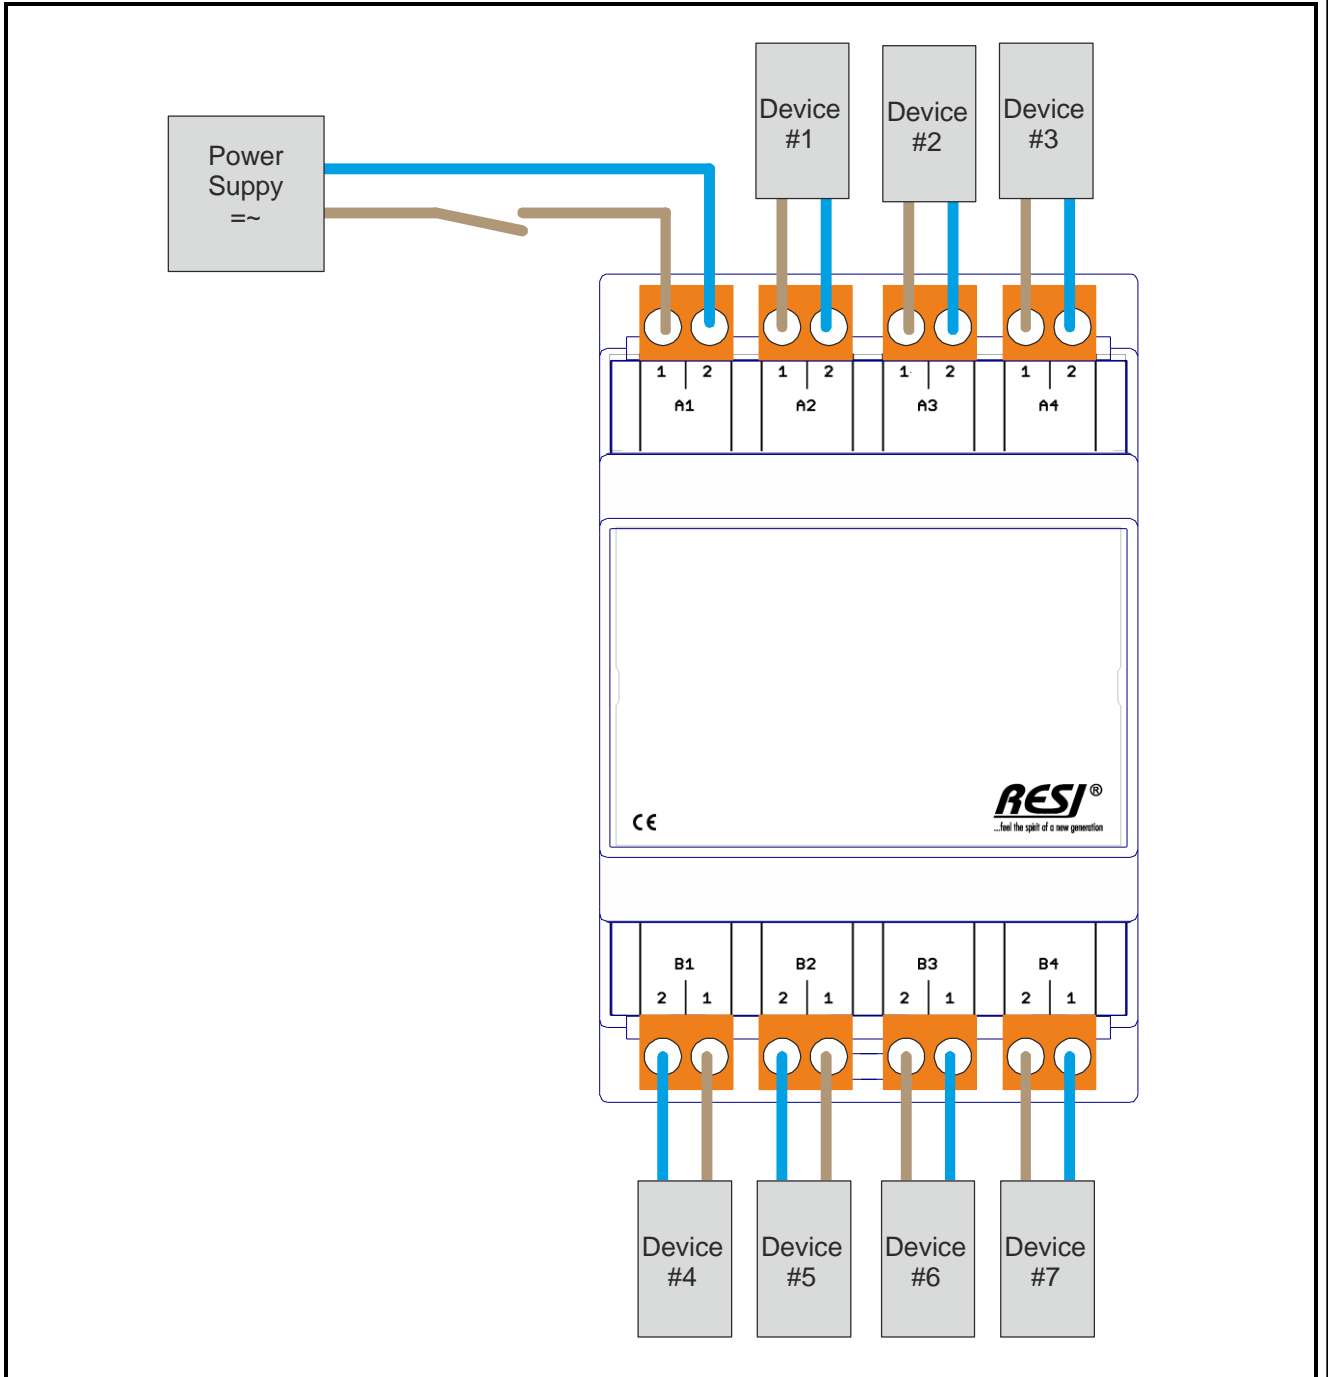 Device
#1
Device
#2
Device
#3
Power
Suppy
=~
1 2
A1
1 2
A2
1 2
A3
1 2
A4
CE
RESI®
...feel the spirit of a new generation
B1
2 1
B2
2 1
B3
2 1
B4
2 1
Device
#4
Device
#5
Device
#6
Device
#7